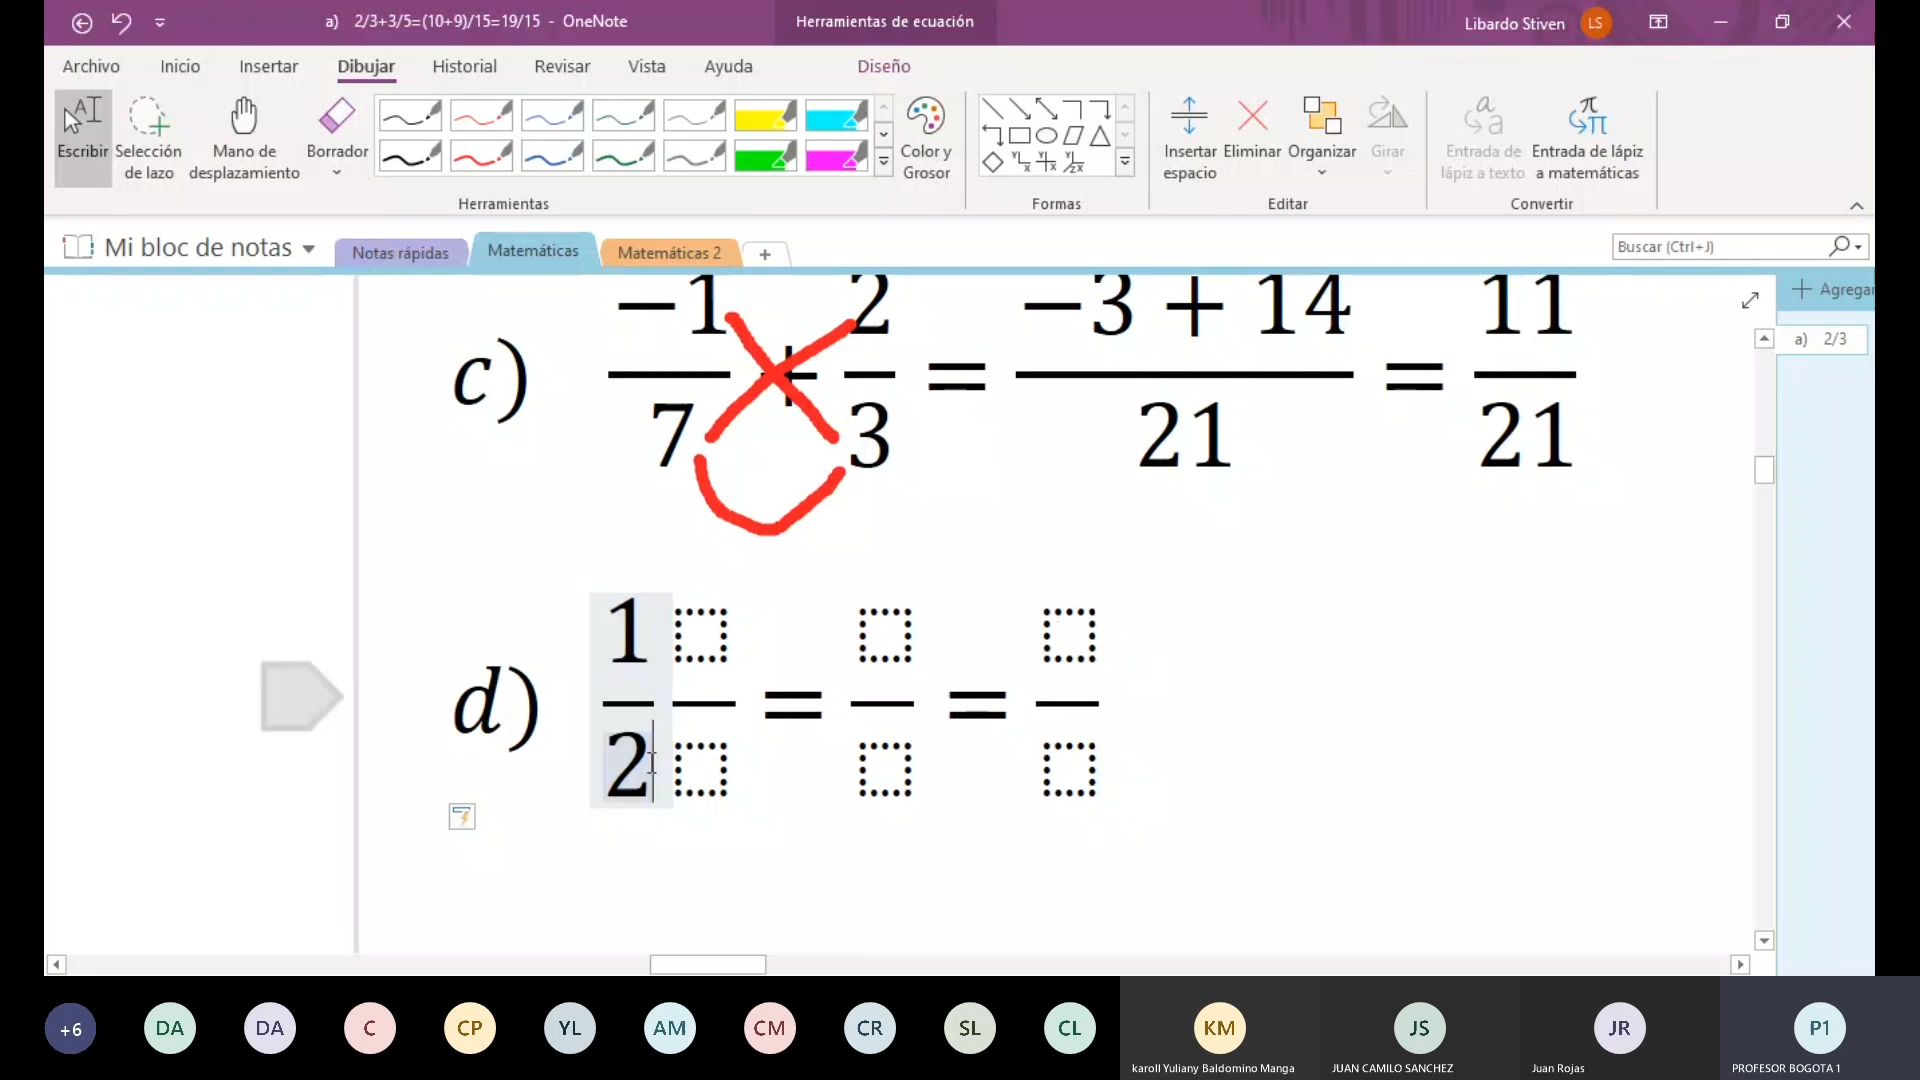 a) 2/3+3/5=(10+9)/15=19/15 - OneNote
Herramientas de ecuación
Libardo Stiven LS
Archivo Inicio Insertar Dibujar Historial Revisar Vista Ayuda Diseño
Escribir
Selección de lazo
Mano de desplazamiento
Borrador
Color y Grosor
Insertar espacio
Eliminar
Organizar
Girar
Entrada de lápiz a texto
Entrada de lápiz a matemáticas
Herramientas Formas Editar Convertir
Mi bloc de notas Notas rápidas Matemáticas Matemáticas 2 +
Buscar (Ctrl+J)
Agregar
a) 2/3
c) −1/7 + 2/3 = −3 + 14/21 = 11/21
d) 1/2 = =
+6 DA DA C CP YL AM CM CR SL CL KM JS JR P1
karoll Yuliany Baldomino Manga JUAN CAMILO SANCHEZ Juan Rojas PROFESOR BOGOTA 1